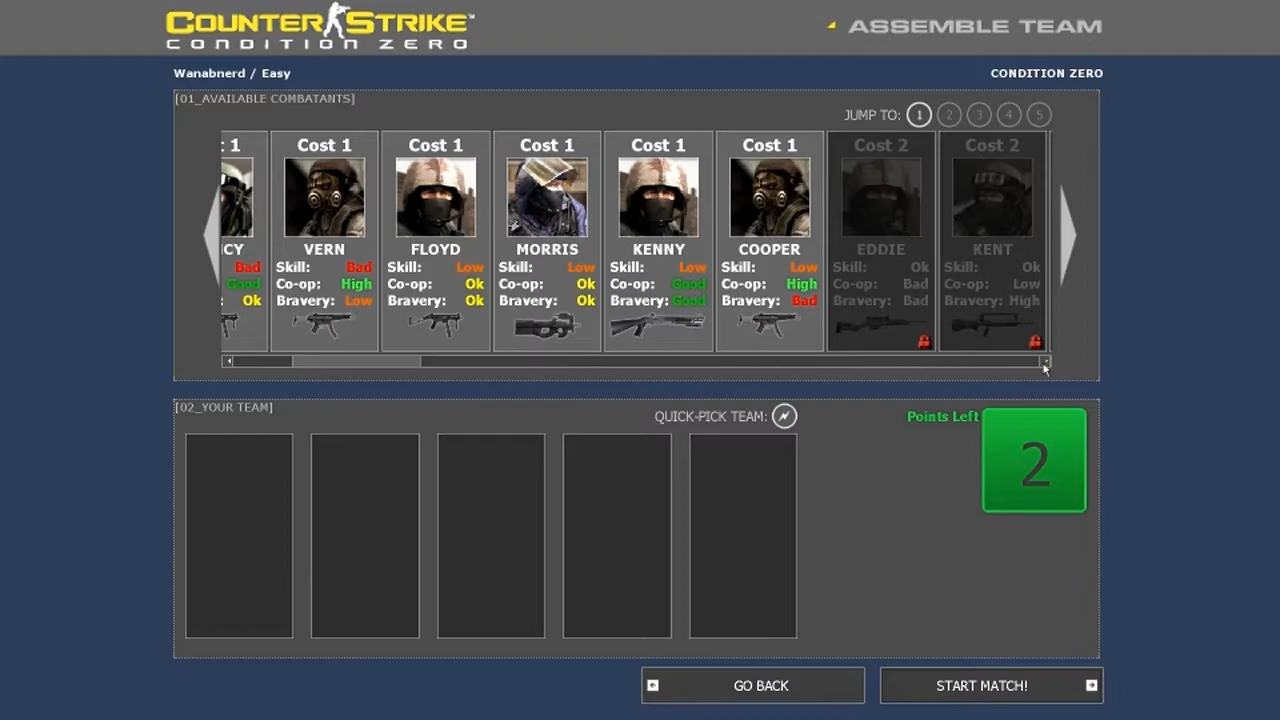 COUNTER STRIKE™
CONDITION ZERO
ASSEMBLE TEAM
Wanabnerd / Easy
CONDITION ZERO
[01_AVAILABLE COMBATANTS]
JUMP TO: 1 2 3 4 5
: 1
CY
Bad
Good
: Ok
Cost 1
VERN
Skill: Bad
Co-op: High
Bravery: Low
Cost 1
FLOYD
Skill: Low
Co-op: Ok
Bravery: Ok
Cost 1
MORRIS
Skill: Low
Co-op: Ok
Bravery: Ok
Cost 1
KENNY
Skill: Low
Co-op: Good
Bravery: Good
Cost 1
COOPER
Skill: Low
Co-op: High
Bravery: Bad
Cost 2
EDDIE
Skill: Ok
Co-op: Bad
Bravery: Bad
Cost 2
KENT
Skill: Ok
Co-op: Low
Bravery: High
[02_YOUR TEAM]
QUICK-PICK TEAM:
Points Left
2
GO BACK
START MATCH!